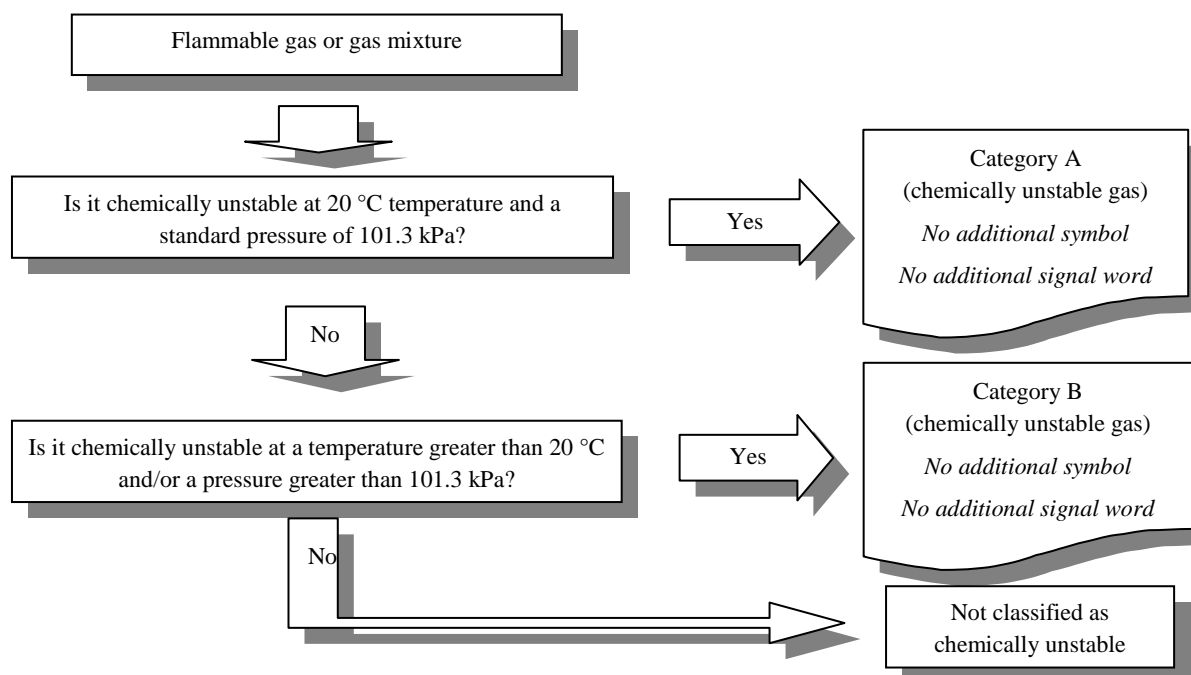 Flammable gas or gas mixture
Is it chemically unstable at 20 °C temperature and a
standard pressure of 101.3 kPa?
Yes
Category A
(chemically unstable gas)
No additional symbol
No additional signal word
No
Is it chemically unstable at a temperature greater than 20 °C
and/or a pressure greater than 101.3 kPa?
Yes
Category B
(chemically unstable gas)
No additional symbol
No additional signal word
No
Not classified as
chemically unstable